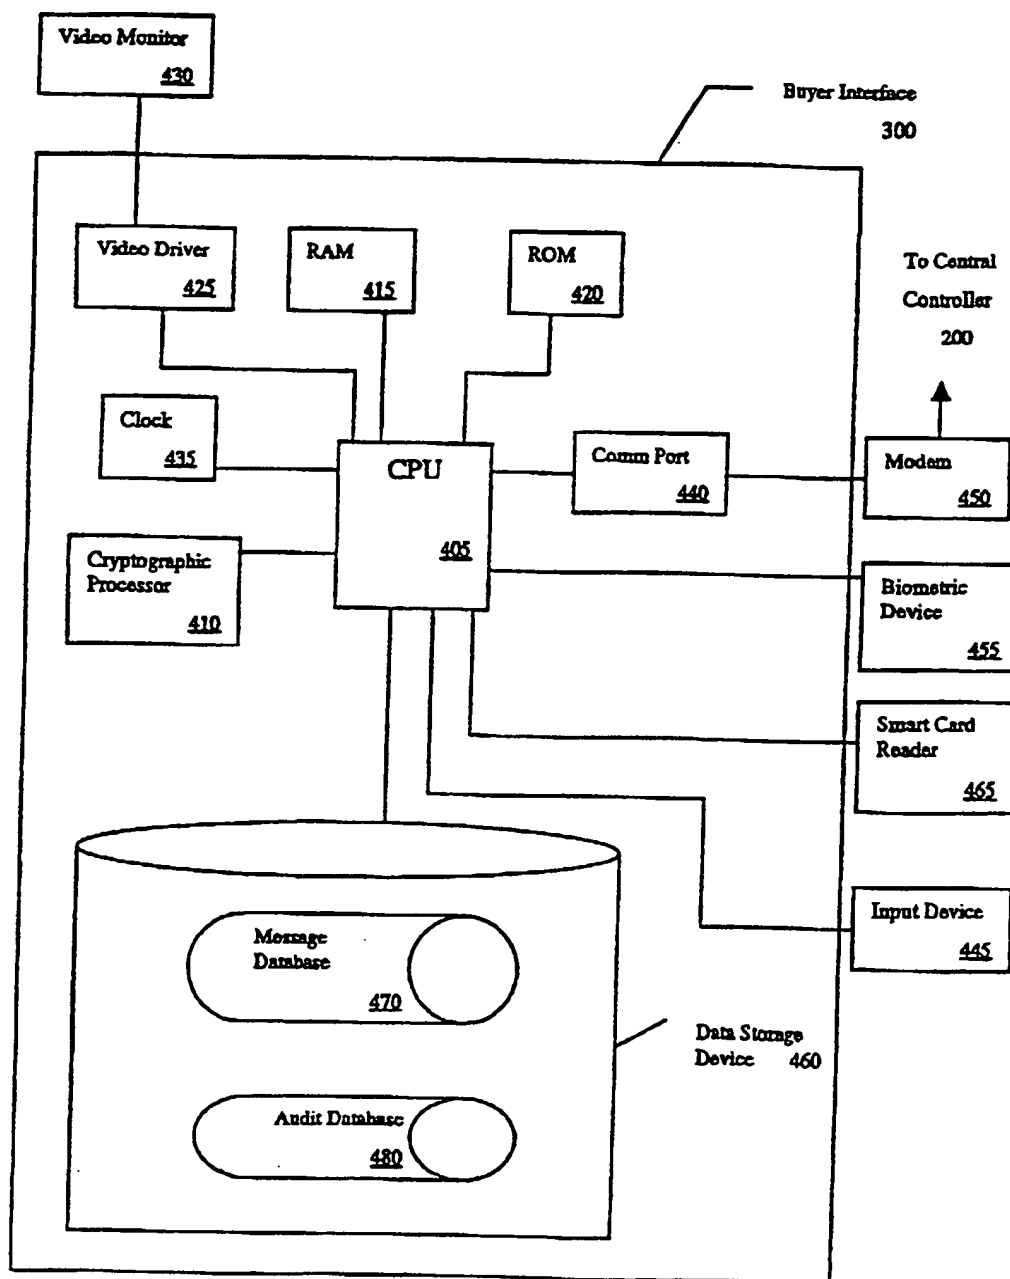 Video Monitor
430
Buyer Interface
300
Video Driver
425
RAM
415
ROM
420
To Central
Controller
200
Clock
435
CPU
405
Comm Port
440
Modem
450
Cryptographic
Processor
410
Biometric
Device
455
Smart Card
Reader
465
Input Device
445
Message
Database
470
Data Storage
Device 460
Audit Database
480